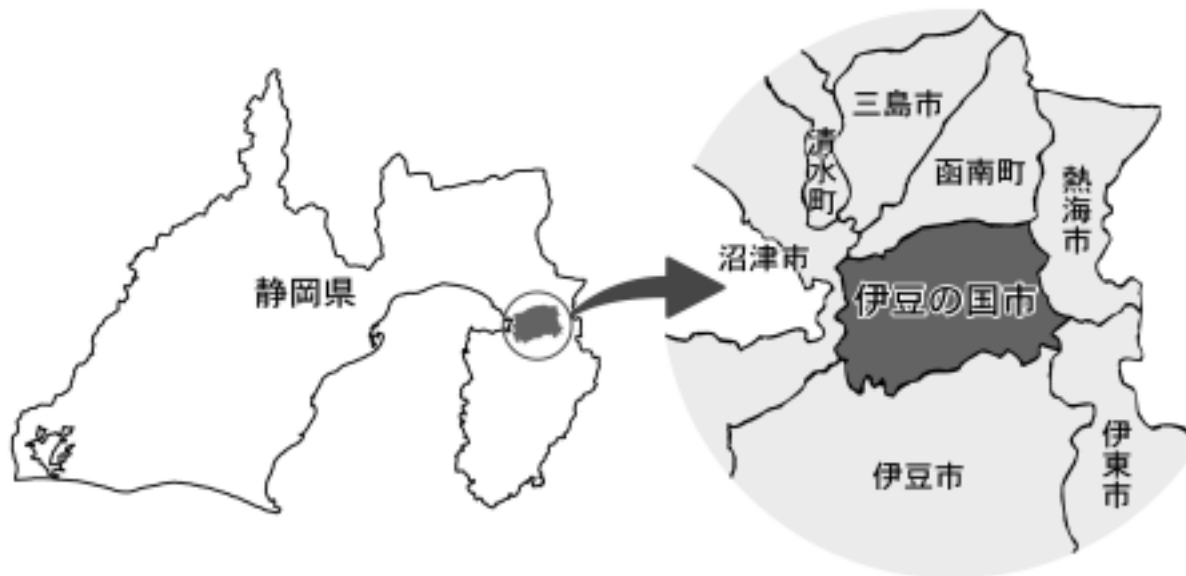 静岡県
三島市
清水町
函南町
熱海市
沼津市
伊豆の国市
伊豆市
伊東市